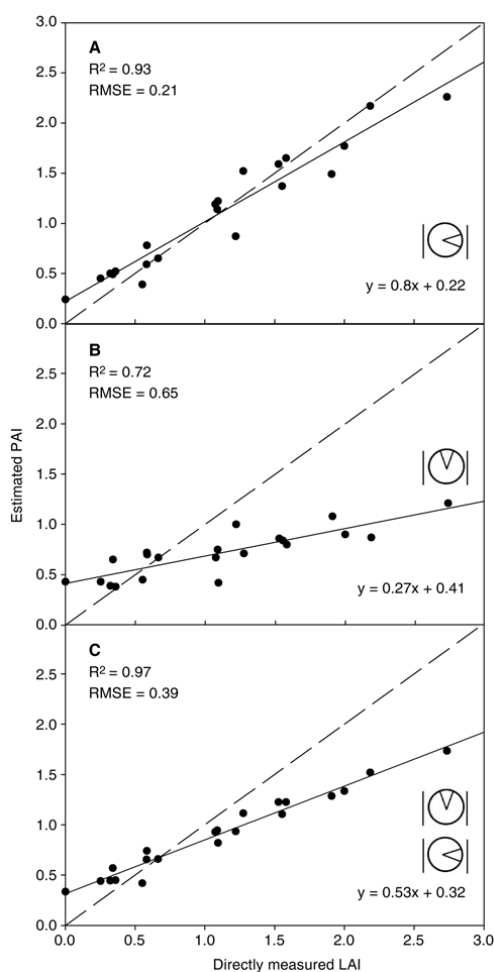 3.0
A
R² = 0.93
2.5
RMSE = 0.21
2.0
1.5
1.0
0.5
y = 0.8x + 0.22
0.0
B
R² = 0.72
2.5
RMSE = 0.65
2.0
1.5
Estimated PAI
1.0
0.5
y = 0.27x + 0.41
0.0
C
R² = 0.97
2.5
RMSE = 0.39
2.0
1.5
1.0
0.5
y = 0.53x + 0.32
0.0
0.0 0.5 1.0 1.5 2.0 2.5 3.0
Directly measured LAI